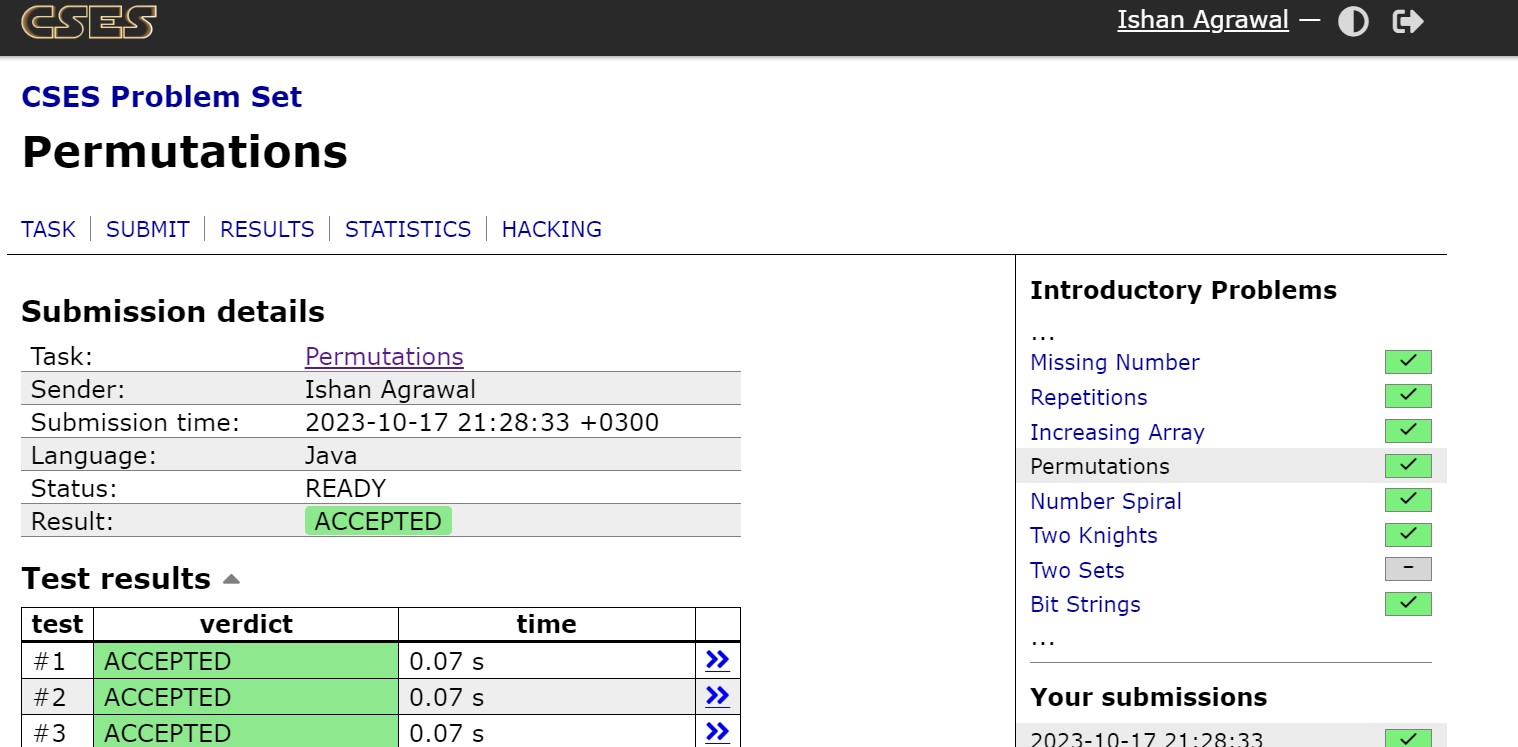 CSES
Ishan Agrawal —
CSES Problem Set
Permutations
TASK SUBMIT RESULTS STATISTICS HACKING
Submission details
Task: Permutations
Sender: Ishan Agrawal
Submission time: 2023-10-17 21:28:33 +0300
Language: Java
Status: READY
Result: ACCEPTED
Test results
test verdict time
#1 ACCEPTED 0.07 s
#2 ACCEPTED 0.07 s
#3 ACCEPTED 0.07 s
Introductory Problems
...
Missing Number
Repetitions
Increasing Array
Permutations
Number Spiral
Two Knights
Two Sets –
Bit Strings
...
Your submissions
2023-10-17 21:28:33